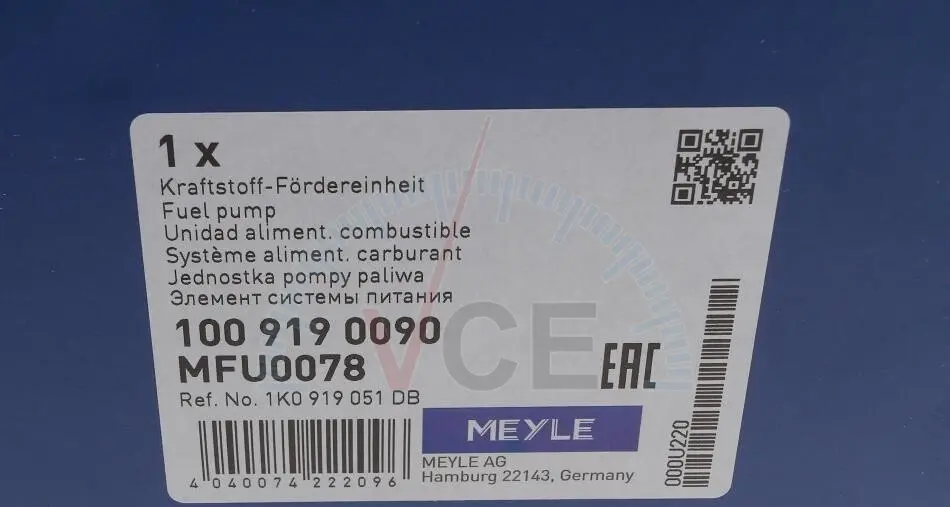 1 x
Kraftstoff-Fördereinheit
Fuel pump
Unidad aliment. combustible
Système aliment. carburant
Jednostka pompy paliwa
Элемент системы питания
100 919 0090
MFU0078
Ref. No. 1K0 919 051 DB
VCE
EAC
MEYLE
MEYLE AG
Hamburg 22143, Germany
4 040074 222096
000U220